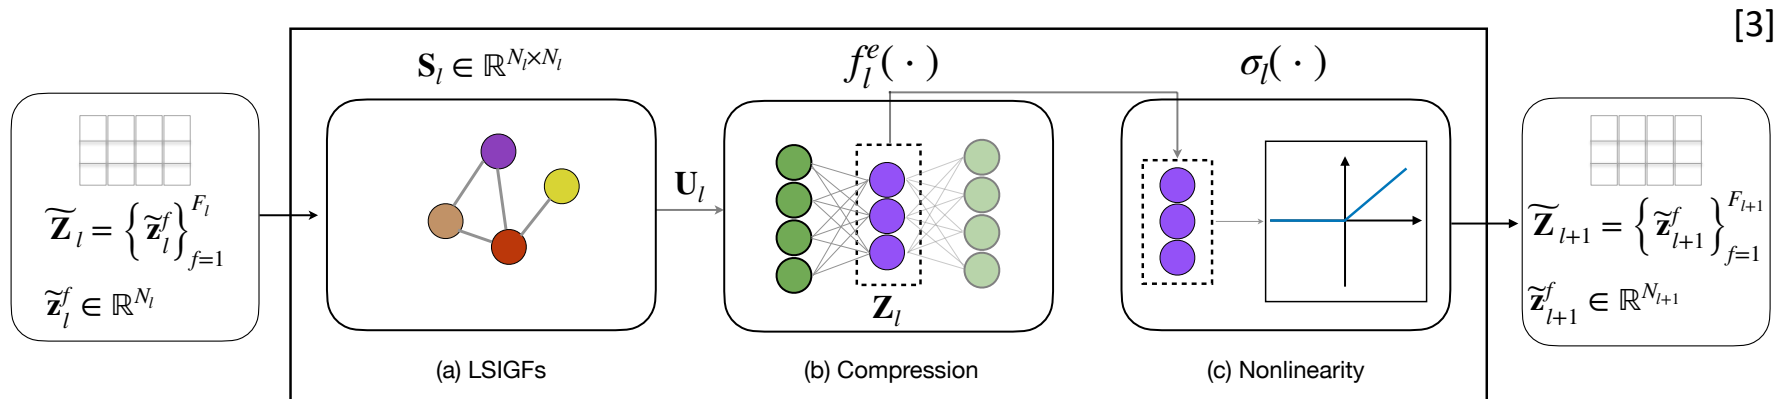 [3]
𝐒_l ∈ ℝ^{N_l×N_l}
f_l^e( · )
σ_l( · )
𝐔_l
𝐙̃_l = { 𝐳̃_l^f }_{f=1}^{F_l}
𝐳̃_l^f ∈ ℝ^{N_l}
𝐙_l
𝐙̃_{l+1} = { 𝐳̃_{l+1}^f }_{f=1}^{F_{l+1}}
𝐳̃_{l+1}^f ∈ ℝ^{N_{l+1}}
(a) LSIGFs
(b) Compression
(c) Nonlinearity